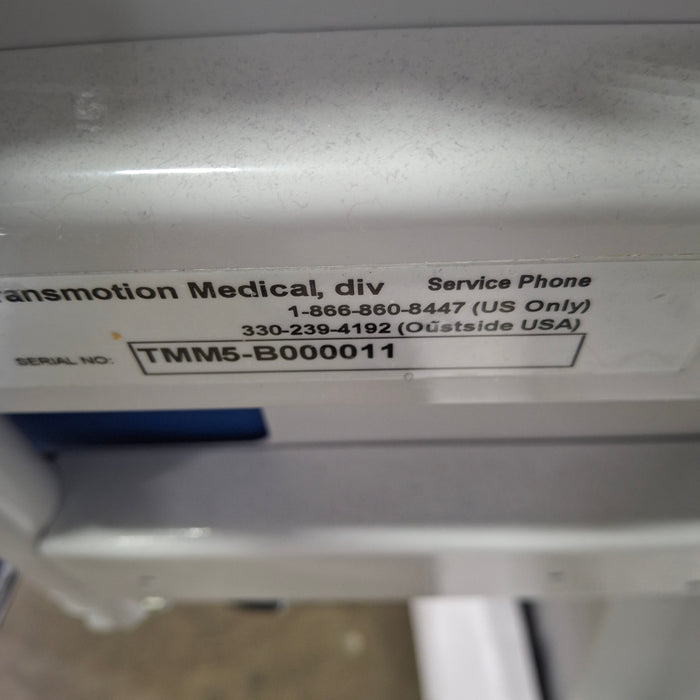 ransmotion Medical, div Service Phone
1-866-860-8447 (US Only)
330-239-4192 (Oűstside USA)
SERIAL NO: TMM5-B000011